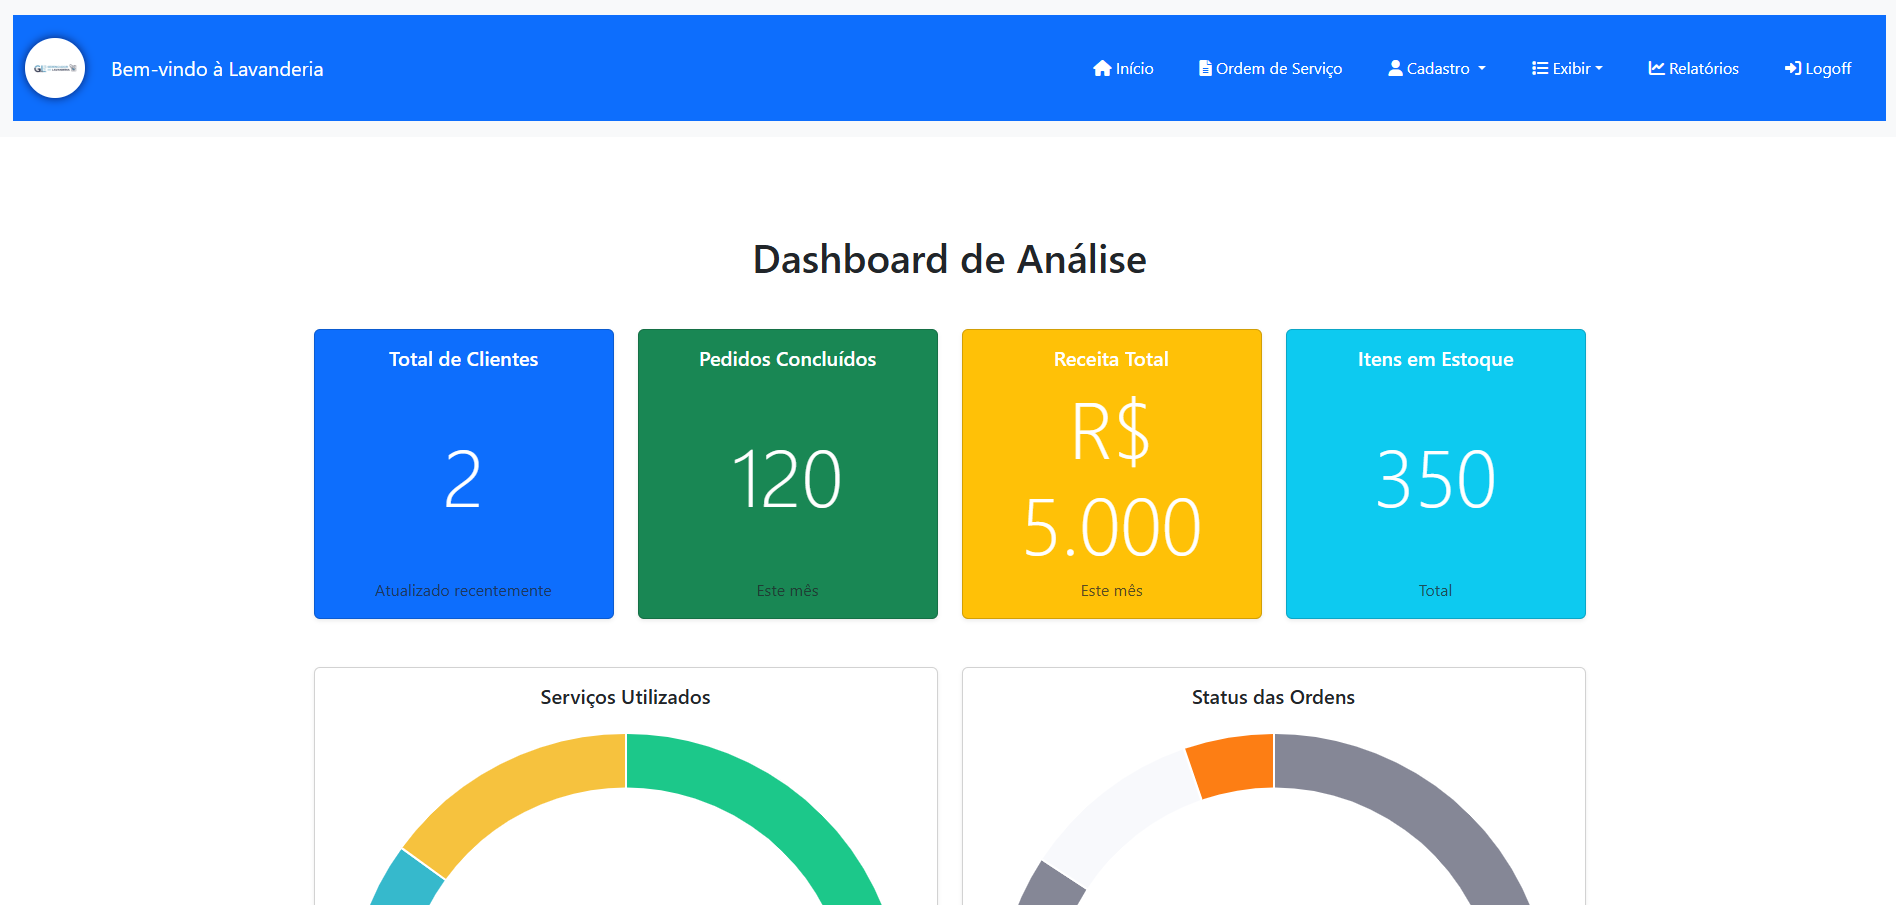 Bem-vindo à Lavanderia
Início
Ordem de Serviço
Cadastro
Exibir
Relatórios
Logoff
Dashboard de Análise
Total de Clientes
2
Atualizado recentemente
Pedidos Concluídos
120
Este mês
Receita Total
R$
5.000
Este mês
Itens em Estoque
350
Total
Serviços Utilizados
Status das Ordens